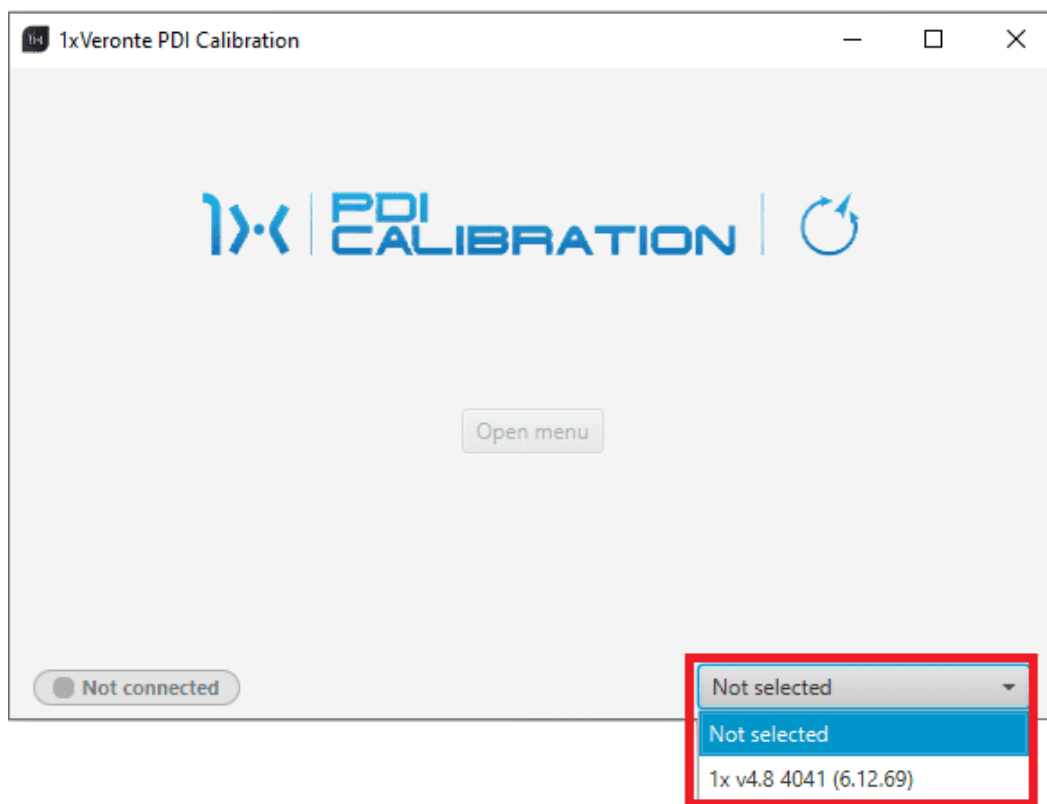 1xVeronte PDI Calibration
1x PDI
CALIBRATION
Open menu
Not connected
Not selected
Not selected
1x v4.8 4041 (6.12.69)